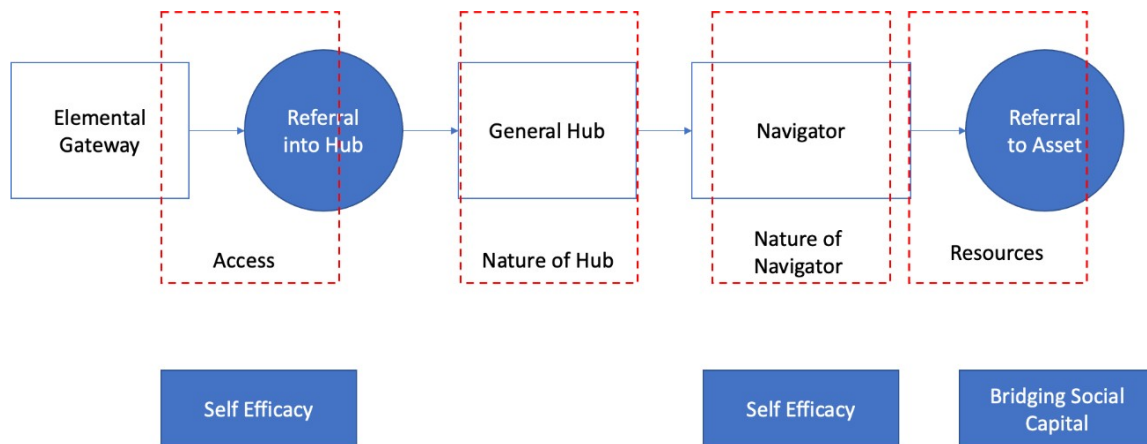 Elemental
Gateway
Referral
into Hub
General Hub
Navigator
Referral
to Asset
Access
Nature of Hub
Nature of
Navigator
Resources
Self Efficacy
Self Efficacy
Bridging Social
Capital